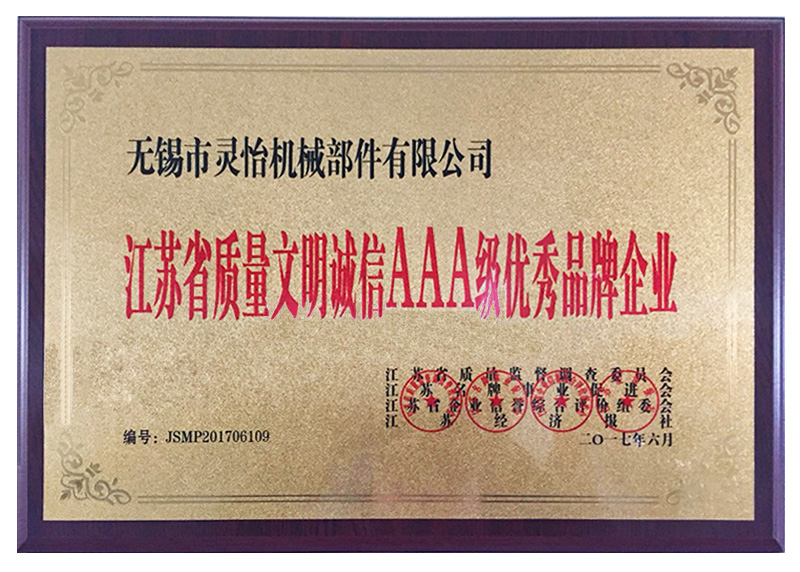 无锡市灵怡机械部件有限公司
江苏省质量文明诚信AAA级优秀品牌企业
江苏省质量监督调查委员会
江苏名牌事业促进会
江苏省企业信誉综合评价组委会
江苏经济报社
编号：JSMP201706109
二〇一七年六月